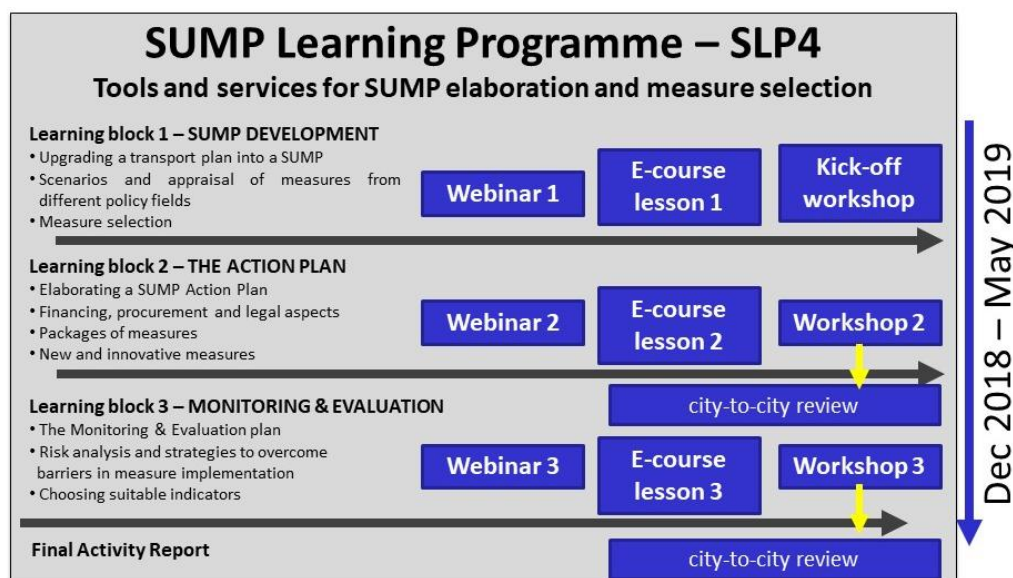 SUMP Learning Programme – SLP4
Tools and services for SUMP elaboration and measure selection
Learning block 1 – SUMP DEVELOPMENT
• Upgrading a transport plan into a SUMP
• Scenarios and appraisal of measures from
different policy fields
• Measure selection
Webinar 1
E-course
lesson 1
Kick-off
workshop
Learning block 2 – THE ACTION PLAN
• Elaborating a SUMP Action Plan
• Financing, procurement and legal aspects
• Packages of measures
• New and innovative measures
Webinar 2
E-course
lesson 2
Workshop 2
city-to-city review
Learning block 3 – MONITORING & EVALUATION
• The Monitoring & Evaluation plan
• Risk analysis and strategies to overcome
barriers in measure implementation
• Choosing suitable indicators
Webinar 3
E-course
lesson 3
Workshop 3
city-to-city review
Final Activity Report
Dec 2018 – May 2019